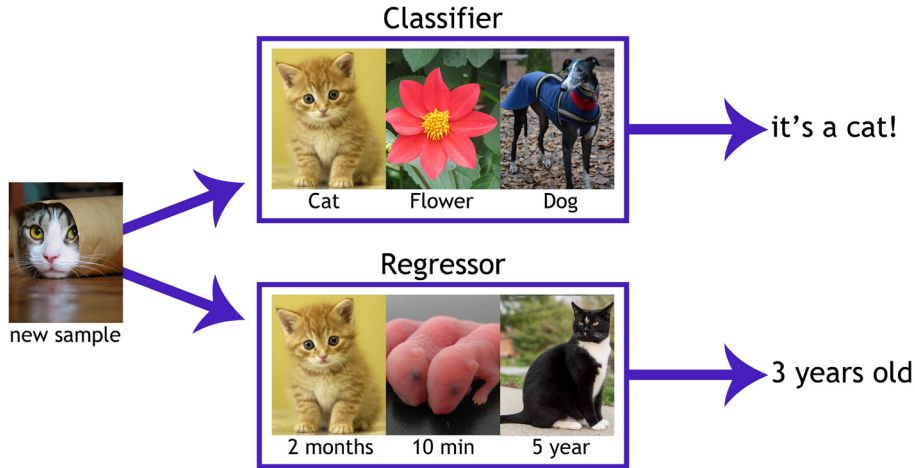 Classifier
Cat Flower Dog
it's a cat!
new sample
Regressor
2 months 10 min 5 year
3 years old